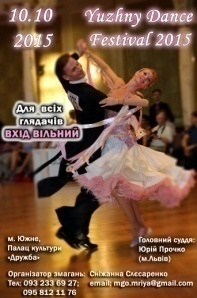 10.10
2015
Yuzhny Dance
Festival 2015
Для всіх
глядачів
ВХІД ВІЛЬНИЙ
м. Южне,
Палац культури
«Дружба»
Головний суддя:
Юрій Прочко
(м.Львів)
Організатор змагань: Сніжанна Слєсаренко
Тел: 093 233 69 27; email; mgo.mriya@gmail.com
095 812 11 76